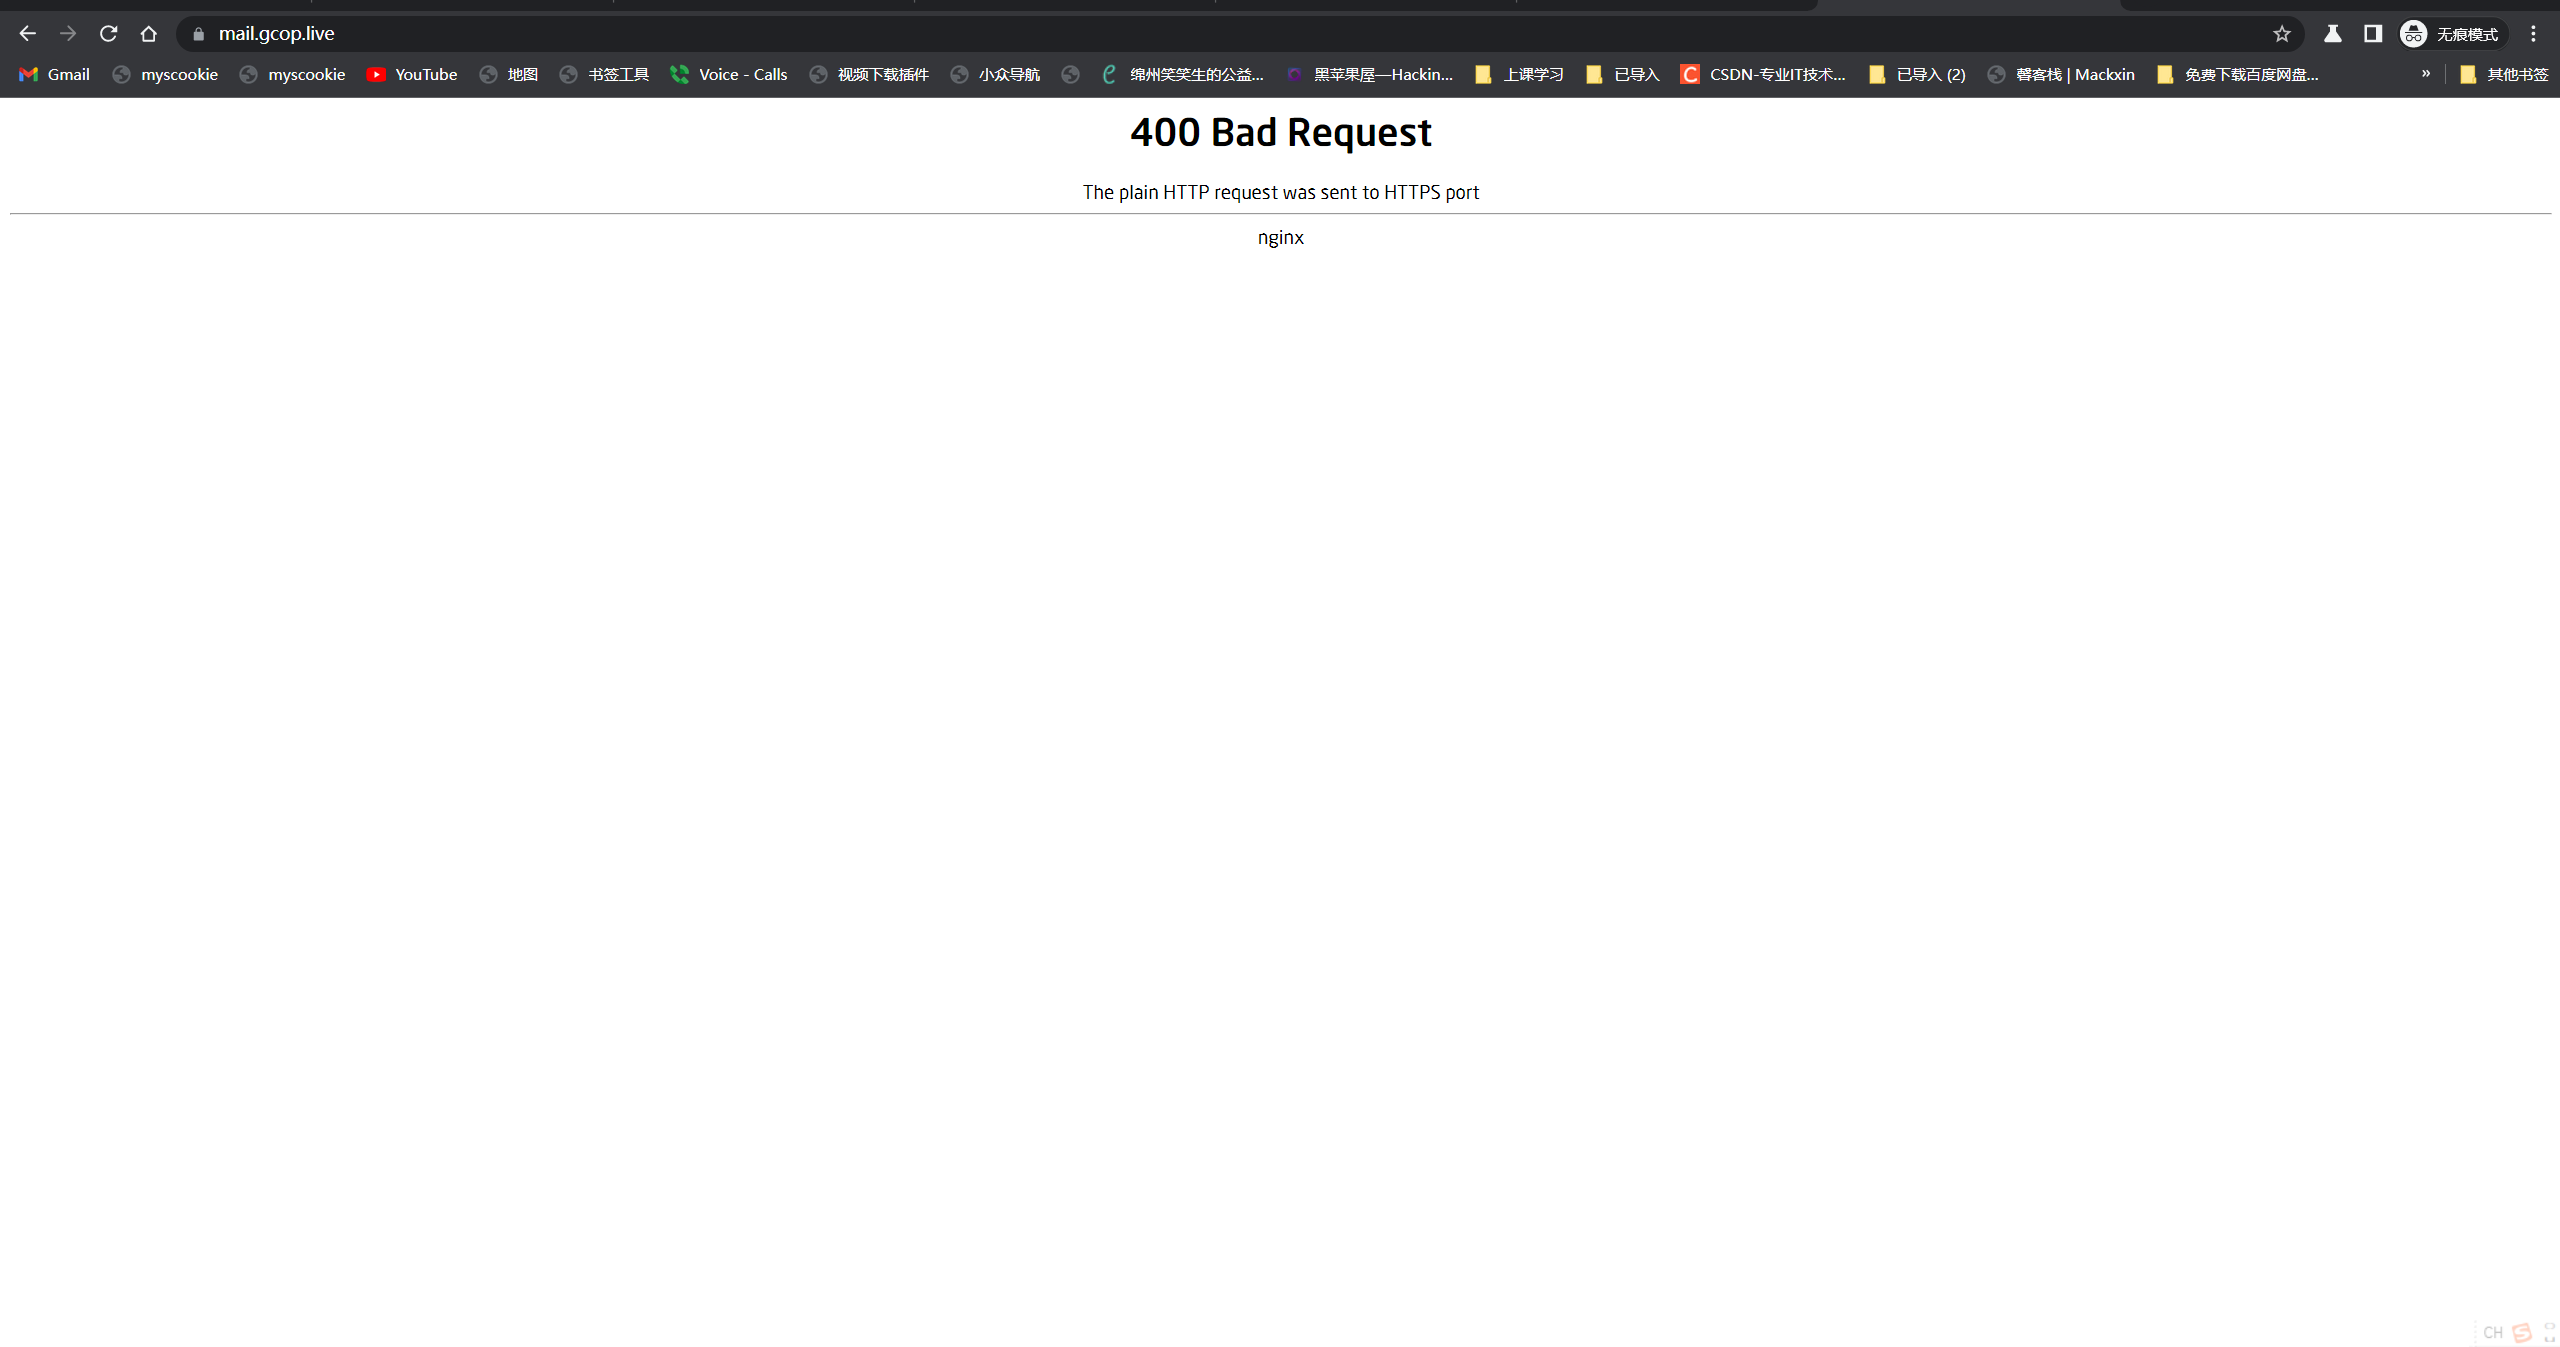 mail.gcop.live
无痕模式
Gmail myscookie myscookie YouTube 地图 书签工具 Voice - Calls 视频下载插件 小众导航 绵州笑笑生的公益... 黑苹果屋—Hackin... 上课学习 已导入 CSDN-专业IT技术... 已导入 (2) 馨客栈 | Mackxin 免费下载百度网盘... » 其他书签
400 Bad Request
The plain HTTP request was sent to HTTPS port
nginx
CH